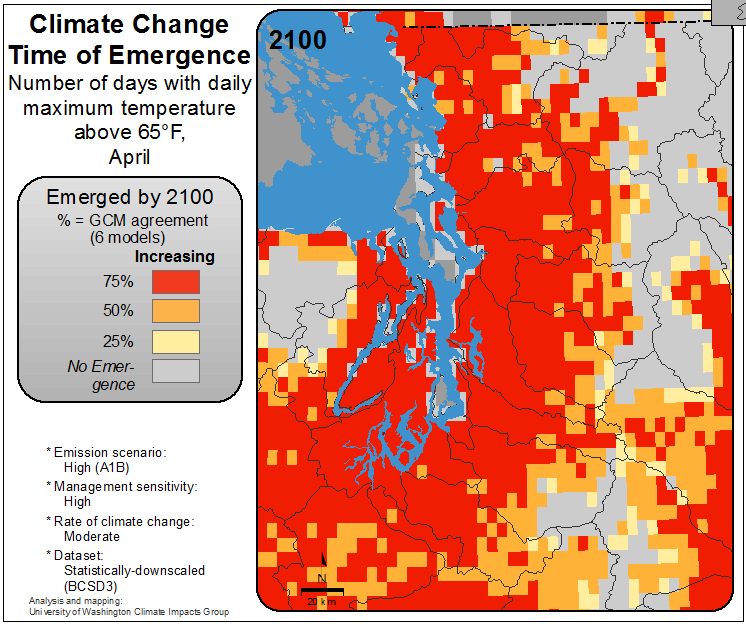 Climate Change
Time of Emergence
Number of days with daily
maximum temperature
above 65°F,
April
Emerged by 2100
% = GCM agreement
(6 models)
Increasing
75%
50%
25%
No Emer-
gence
* Emission scenario:
High (A1B)
* Management sensitivity:
High
* Rate of climate change:
Moderate
* Dataset:
Statistically-downscaled
(BCSD3)
Analysis and mapping:
University of Washington Climate Impacts Group
2100
N
20 km